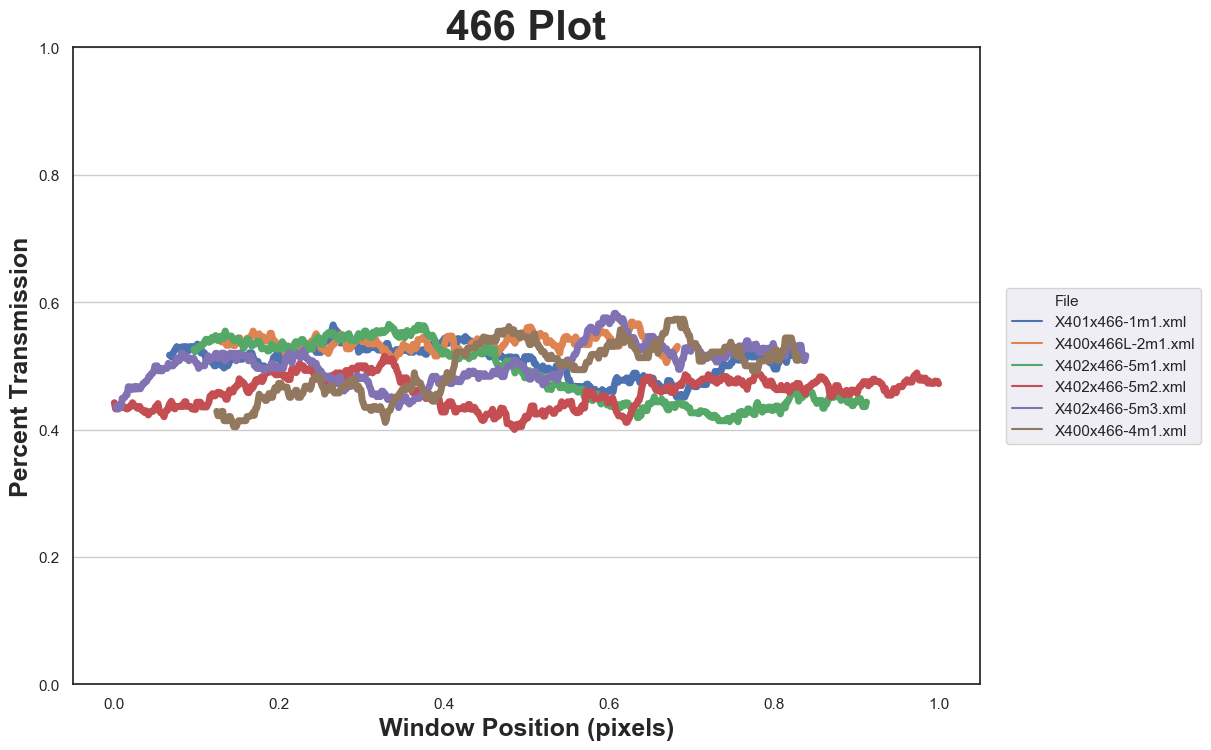 466 Plot
Percent Transmission
1.0
0.8
0.6
0.4
0.2
0.0
0.0 0.2 0.4 0.6 0.8 1.0
Window Position (pixels)
File
X401x466-1m1.xml
X400x466L-2m1.xml
X402x466-5m1.xml
X402x466-5m2.xml
X402x466-5m3.xml
X400x466-4m1.xml